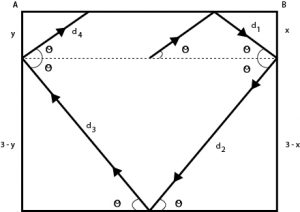 A B
y d₄ d₁ x
Θ Θ Θ Θ
Θ Θ
d₃ d₂
3 - y 3 - x
Θ Θ